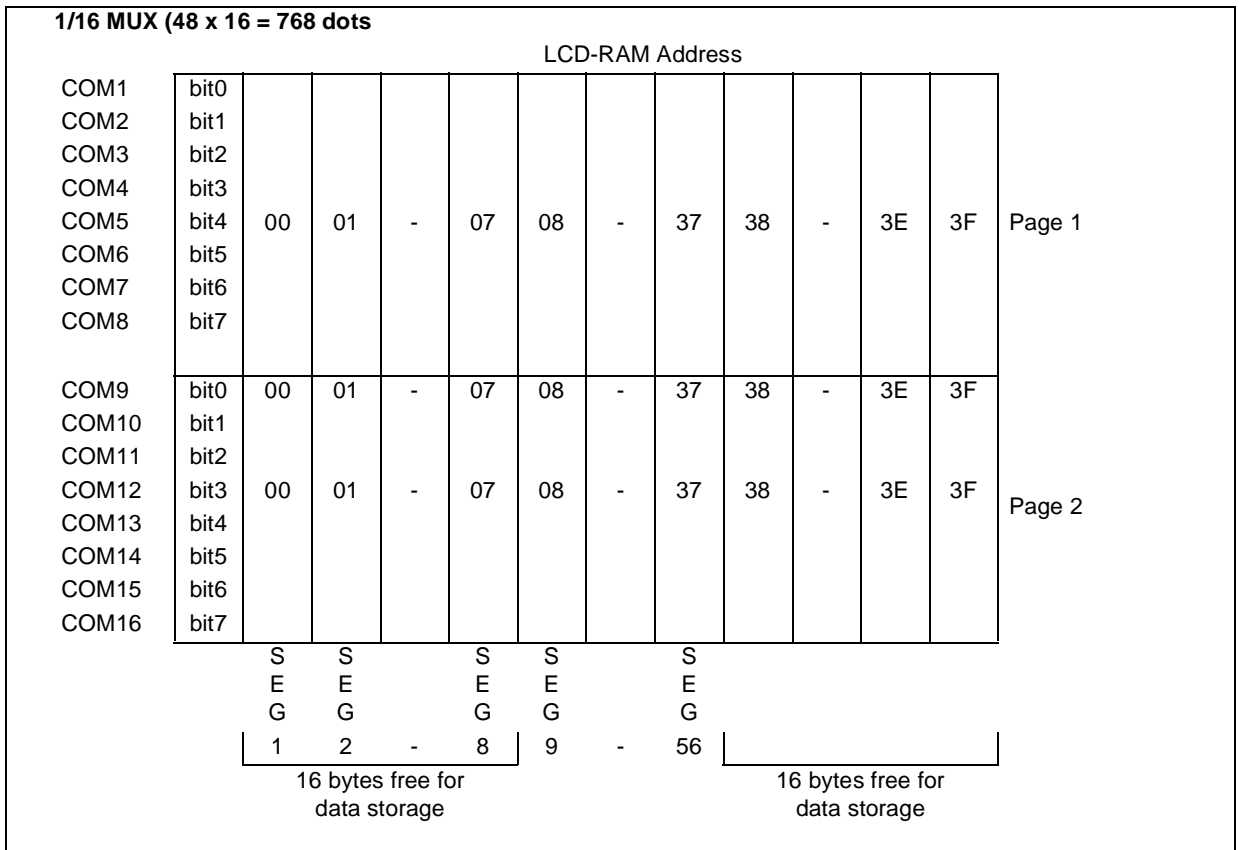 1/16 MUX (48 x 16 = 768 dots
LCD-RAM Address
COM1 bit0
COM2 bit1
COM3 bit2
COM4 bit3
COM5 bit4 00 01 - 07 08 - 37 38 - 3E 3F Page 1
COM6 bit5
COM7 bit6
COM8 bit7
COM9 bit0 00 01 - 07 08 - 37 38 - 3E 3F
COM10 bit1
COM11 bit2
COM12 bit3 00 01 - 07 08 - 37 38 - 3E 3F
Page 2
COM13 bit4
COM14 bit5
COM15 bit6
COM16 bit7
S S S S S
E E E E E
G G G G G
1 2 - 8 9 - 56
16 bytes free for 16 bytes free for
data storage data storage